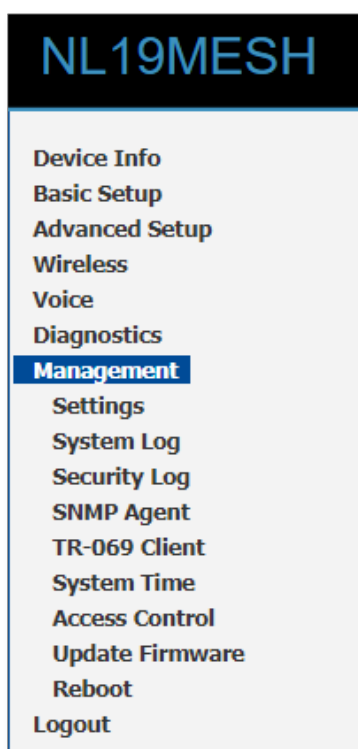 NL19MESH
Device Info
Basic Setup
Advanced Setup
Wireless
Voice
Diagnostics
Management
Settings
System Log
Security Log
SNMP Agent
TR-069 Client
System Time
Access Control
Update Firmware
Reboot
Logout